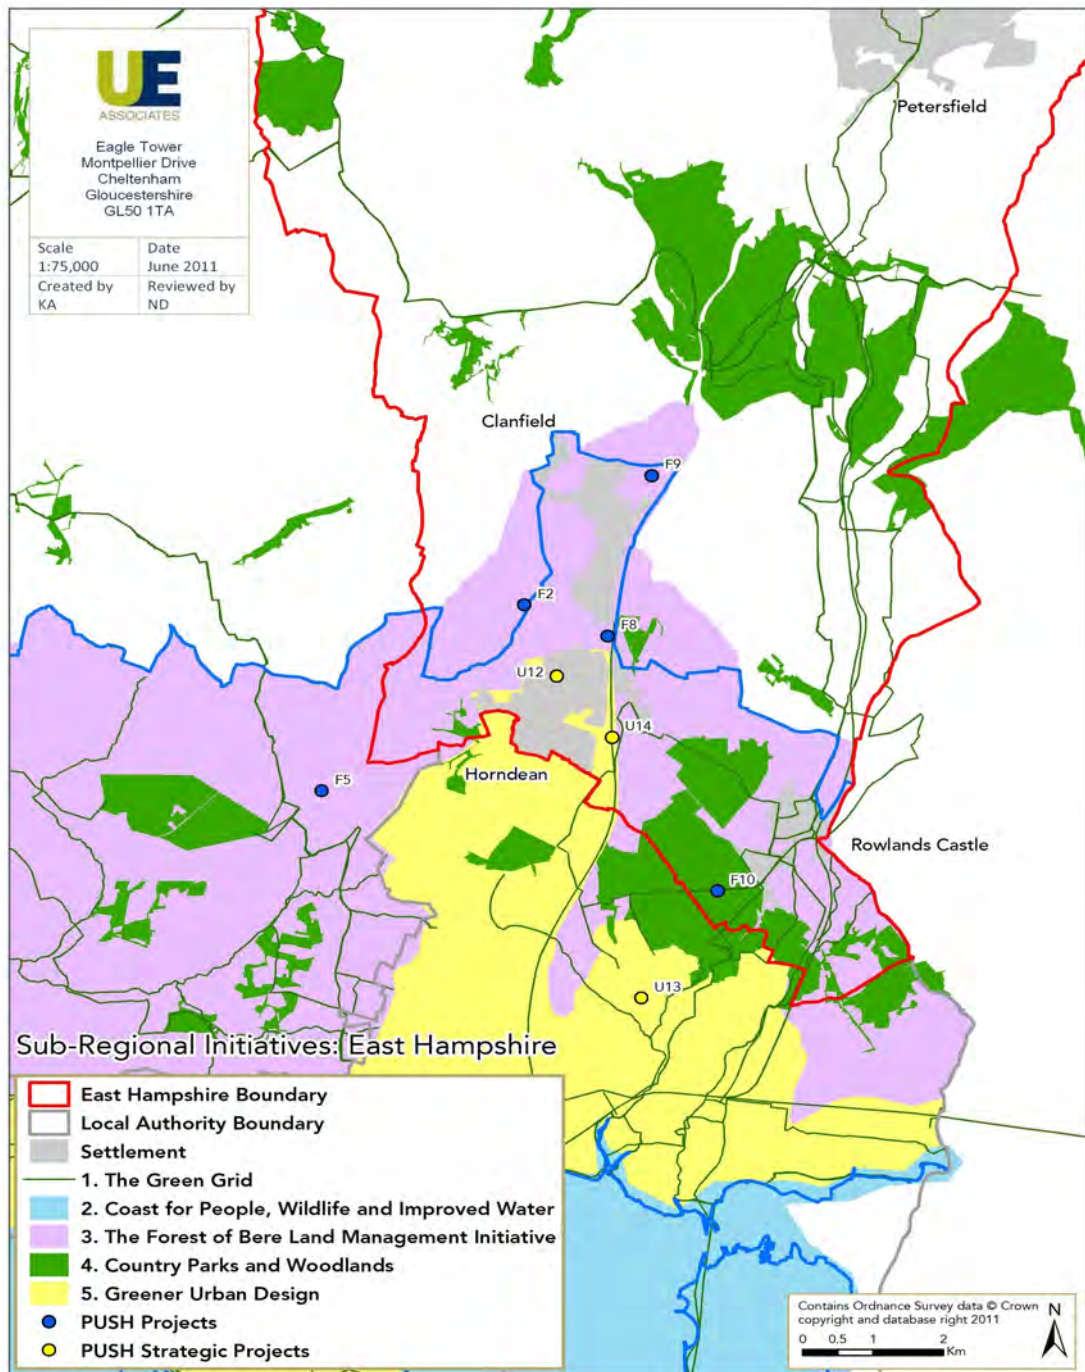 UE
ASSOCIATES
Eagle Tower
Montpellier Drive
Cheltenham
Gloucestershire
GL50 1TA
Scale
1:75,000
Date
June 2011
Created by
KA
Reviewed by
ND
Petersfield
Clanfield
F9
F2
F8
U12
U14
F5
Horndean
Rowlands Castle
F10
U13
Sub-Regional Initiatives: East Hampshire
East Hampshire Boundary
Local Authority Boundary
Settlement
1. The Green Grid
2. Coast for People, Wildlife and Improved Water
3. The Forest of Bere Land Management Initiative
4. Country Parks and Woodlands
5. Greener Urban Design
PUSH Projects
PUSH Strategic Projects
Contains Ordnance Survey data © Crown
copyright and database right 2011
N
0 0.5 1 2
Km